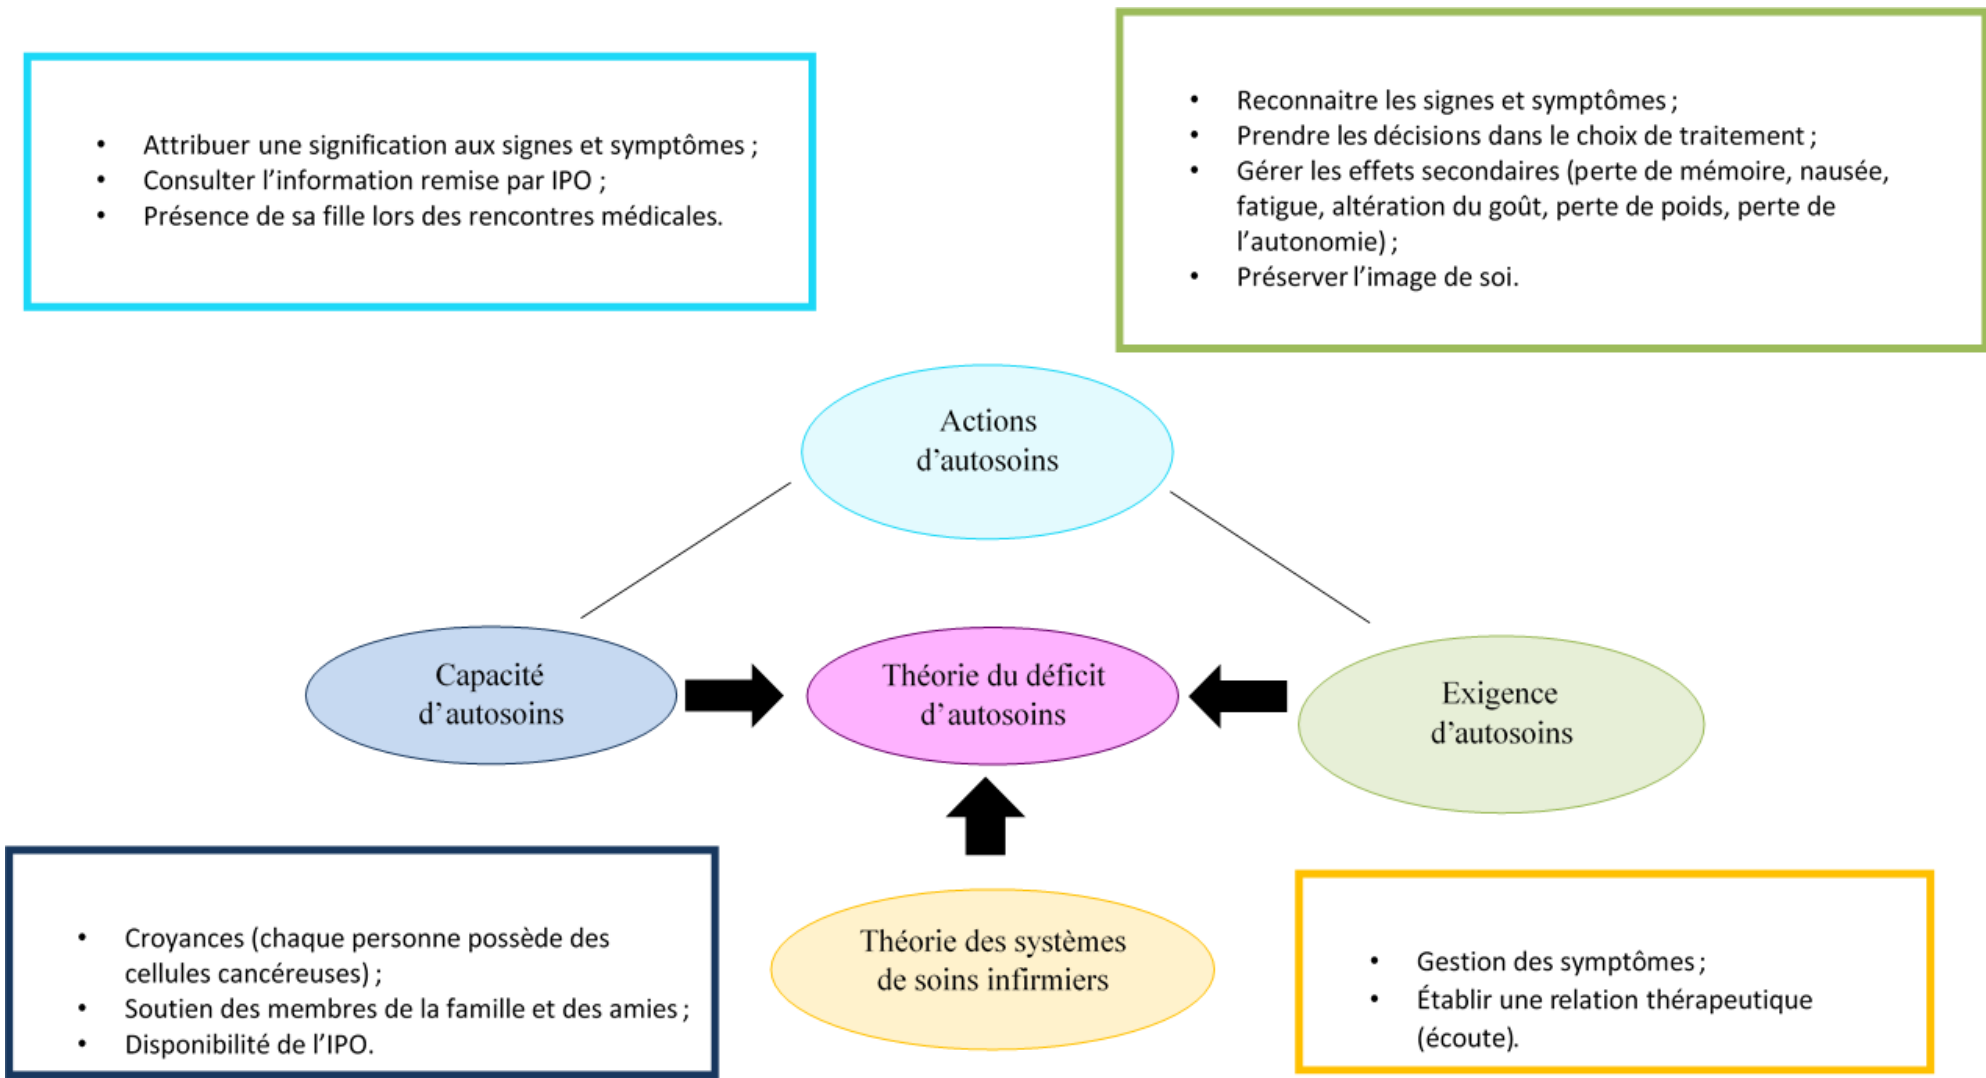 • Attribuer une signification aux signes et symptômes ;
• Consulter l’information remise par IPO ;
• Présence de sa fille lors des rencontres médicales.
• Reconnaitre les signes et symptômes ;
• Prendre les décisions dans le choix de traitement ;
• Gérer les effets secondaires (perte de mémoire, nausée,
fatigue, altération du goût, perte de poids, perte de
l’autonomie) ;
• Préserver l’image de soi.
Actions
d’autosoins
Capacité
d’autosoins
Théorie du déficit
d’autosoins
Exigence
d’autosoins
• Croyances (chaque personne possède des
cellules cancéreuses) ;
• Soutien des membres de la famille et des amies ;
• Disponibilité de l’IPO.
Théorie des systèmes
de soins infirmiers
• Gestion des symptômes ;
• Établir une relation thérapeutique
(écoute).